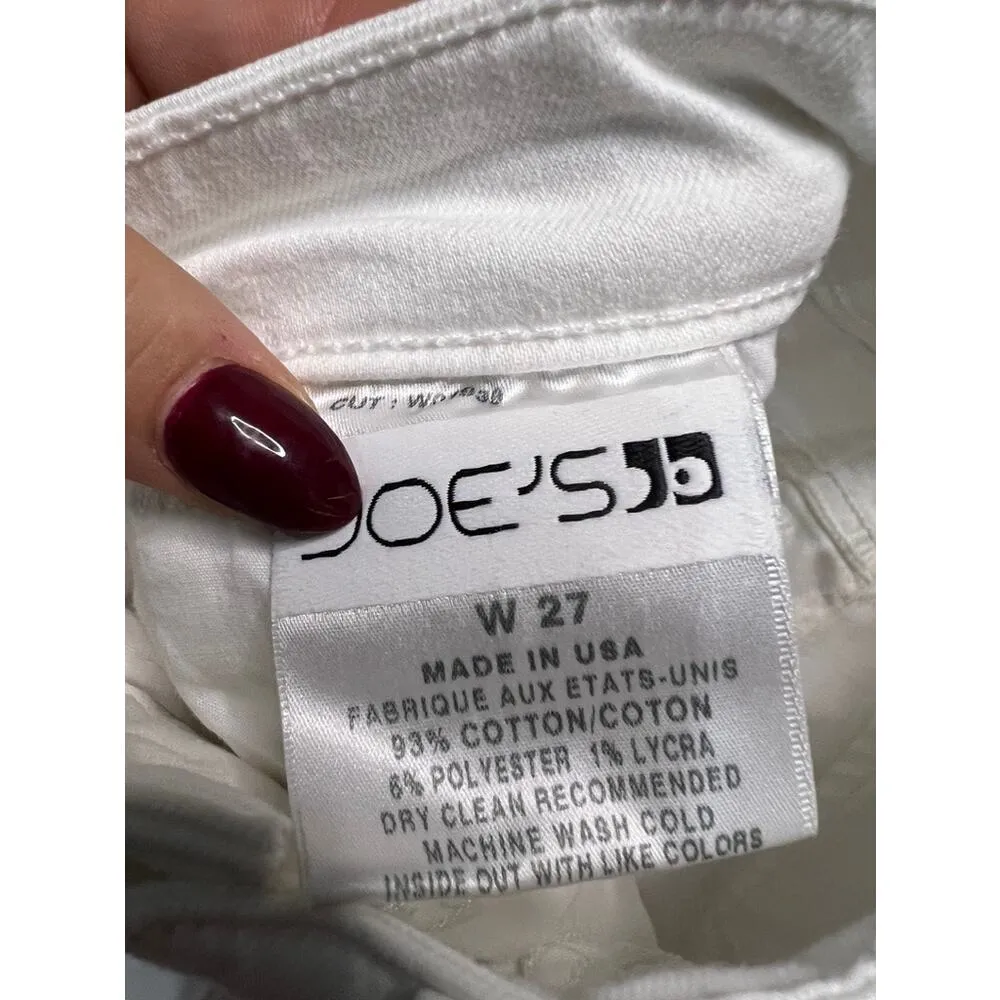 CUT :
JOE'S
W 27
MADE IN USA
FABRIQUE AUX ETATS-UNIS
93% COTTON/COTON
6% POLYESTER 1% LYCRA
DRY CLEAN RECOMMENDED
MACHINE WASH COLD
INSIDE OUT WITH LIKE COLORS